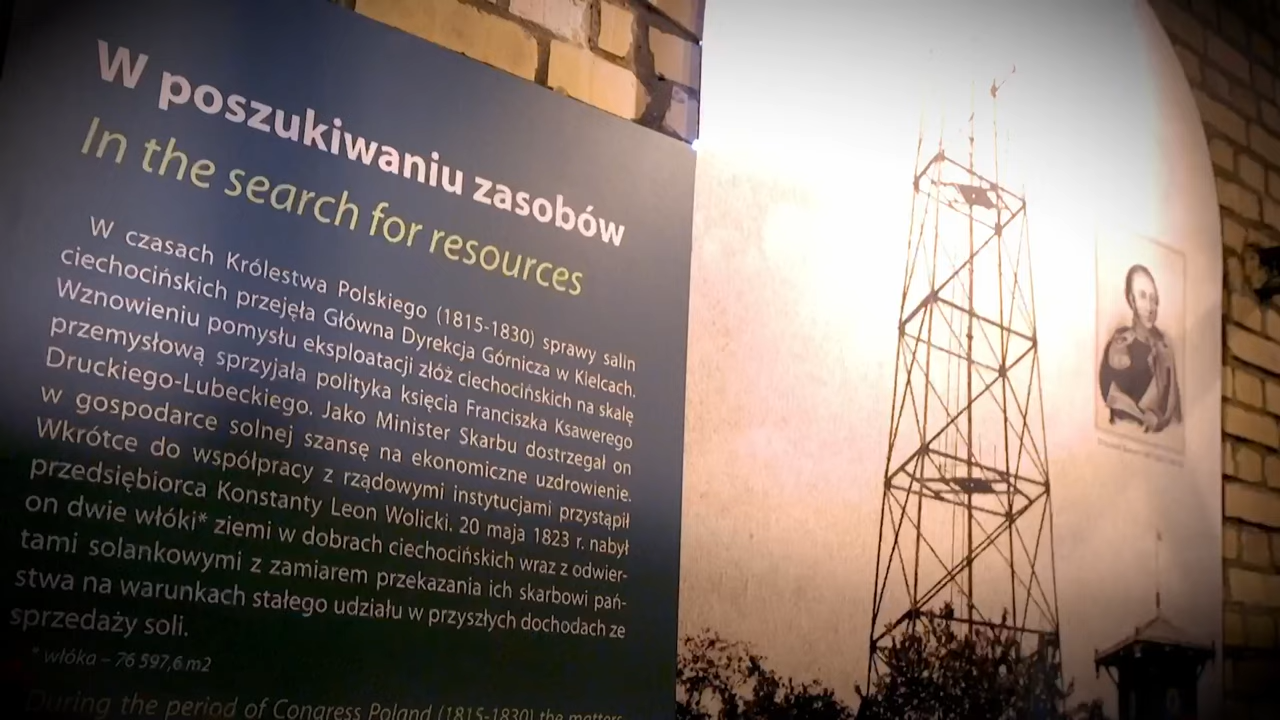 W poszukiwaniu zasobów
In the search for resources
W czasach Królestwa Polskiego (1815-1830) sprawy salin
ciechocińskich przejęła Główna Dyrekcja Górnicza w Kielcach.
Wznowieniu pomysłu eksploatacji złóż ciechocińskich na skalę
przemysłową sprzyjała polityka księcia Franciszka Ksawerego
Druckiego-Lubeckiego. Jako Minister Skarbu dostrzegał on
w gospodarce solnej szansę na ekonomiczne uzdrowienie.
Wkrótce do współpracy z rządowymi instytucjami przystąpił
przedsiębiorca Konstanty Leon Wolicki. 20 maja 1823 r. nabył
on dwie włóki* ziemi w dobrach ciechocińskich wraz z odwier-
tami solankowymi z zamiarem przekazania ich skarbowi pań-
stwa na warunkach stałego udziału w przyszłych dochodach ze
sprzedaży soli.
* włóka – 76 597,6 m2
During the period of Congress Poland (1815-1830) the matters